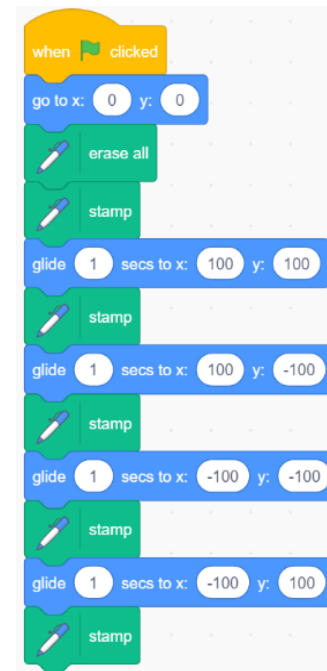 when clicked
go to x: 0 y: 0
erase all
stamp
glide 1 secs to x: 100 y: 100
stamp
glide 1 secs to x: 100 y: -100
stamp
glide 1 secs to x: -100 y: -100
stamp
glide 1 secs to x: -100 y: 100
stamp